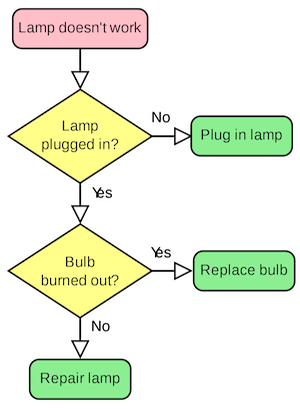 Lamp doesn't work
Lamp
plugged in?
No
Plug in lamp
Yes
Bulb
burned out?
Yes
Replace bulb
No
Repair lamp